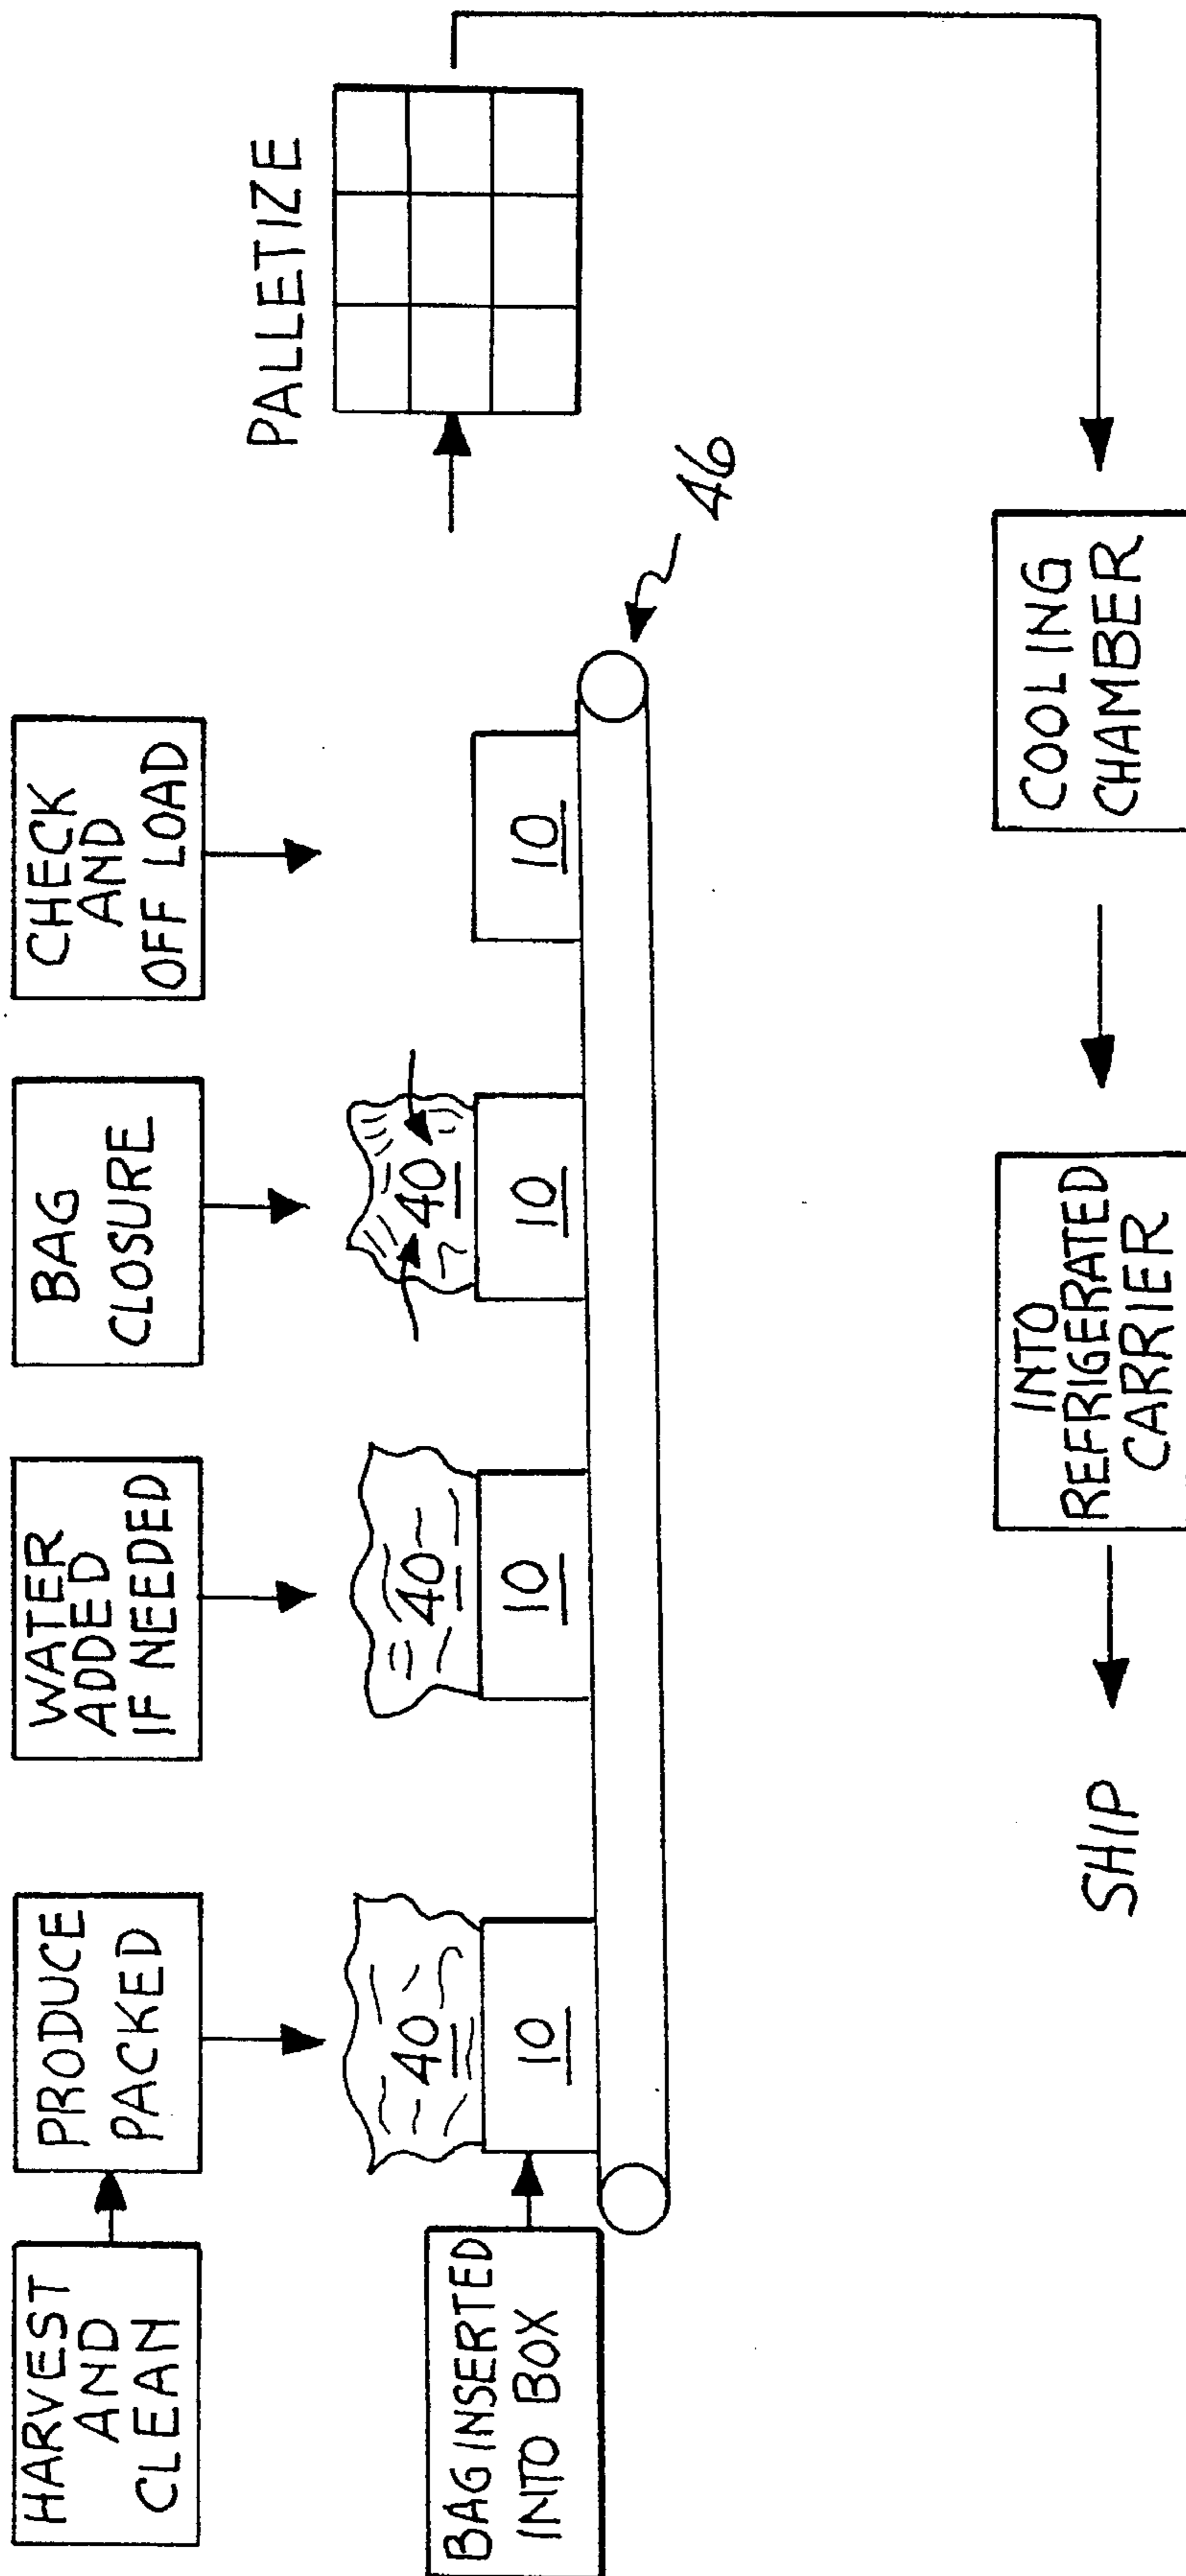 HARVEST
AND
CLEAN
PRODUCE
PACKED
WATER
ADDED
IF NEEDED
BAG
CLOSURE
CHECK
AND
OFF LOAD
PALLETIZE
BAG INSERTED
INTO BOX
40
10
40
10
40
10
10
46
COOLING
CHAMBER
INTO
REFRIGERATED
CARRIER
SHIP